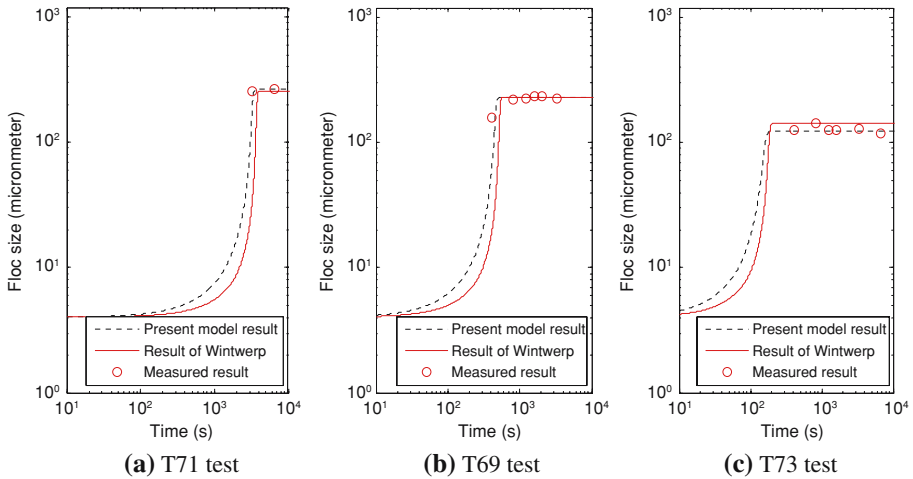 10³
10²
10¹
10⁰
Floc size (micronmeter)
Present model result
Result of Wintwerp
Measured result
10¹ 10² 10³ 10⁴
Time (s)
(a) T71 test
10³
10²
10¹
10⁰
Floc size (micronmeter)
Present model result
Result of Wintwerp
Measured result
10¹ 10² 10³ 10⁴
Time (s)
(b) T69 test
10³
10²
10¹
10⁰
Floc size (micronmeter)
Present model result
Result of Wintwerp
Measured result
10¹ 10² 10³ 10⁴
Time (s)
(c) T73 test